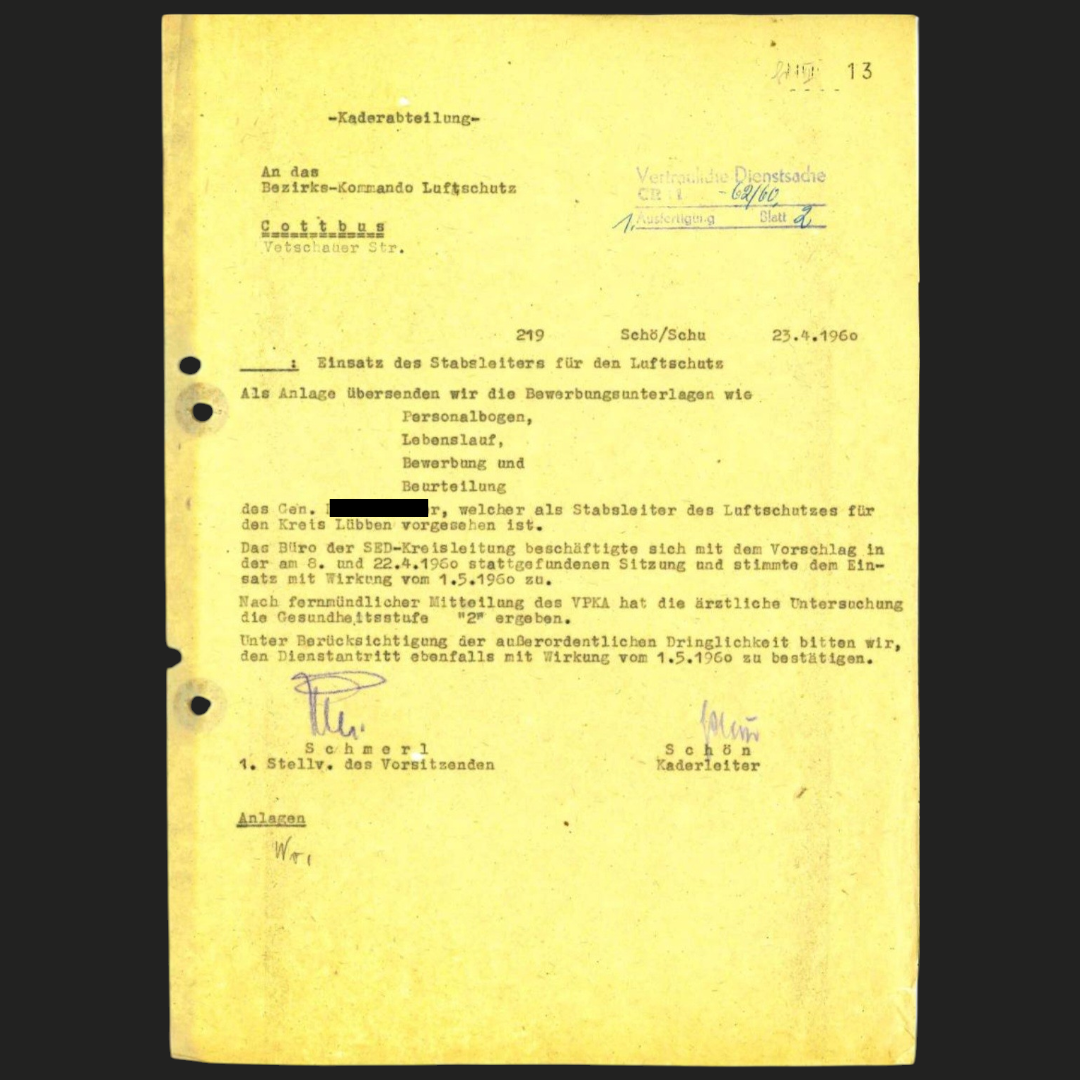 13
-Kaderabteilung-
An das
Bezirks-Kommando Luftschutz
Vertrauliche Dienstsache
-62/60
1. Ausfertigung Blatt 2
Cottbus
Vetschauer Str.
219 Schö/Schu 23.4.1960
: Einsatz des Stabsleiters für den Luftschutz
Als Anlage übersenden wir die Bewerbungsunterlagen wie
Personalbogen,
Lebenslauf,
Bewerbung und
Beurteilung
des Gen. r, welcher als Stabsleiter des Luftschutzes für
den Kreis Lübben vorgesehen ist.
Das Büro der SED-Kreisleitung beschäftigte sich mit dem Vorschlag in
der am 8. und 22.4.1960 stattgefundenen Sitzung und stimmte dem Ein-
satz mit Wirkung vom 1.5.1960 zu.
Nach fernmündlicher Mitteilung des VPKA hat die ärztliche Untersuchung
die Gesundheitsstufe "2" ergeben.
Unter Berücksichtigung der außerordentlichen Dringlichkeit bitten wir,
den Dienstantritt ebenfalls mit Wirkung vom 1.5.1960 zu bestätigen.
Schmerl Schön
1. Stellv. des Vorsitzenden Kaderleiter
Anlagen